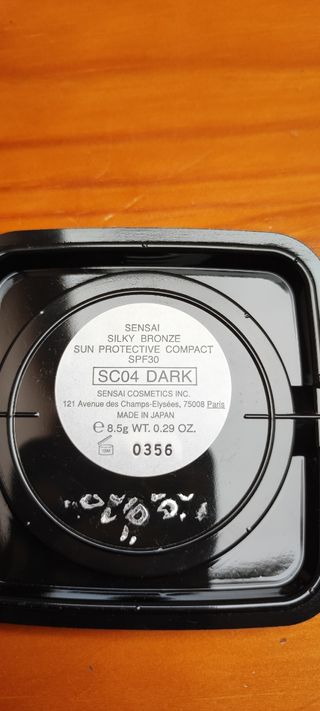 SENSAI
SILKY BRONZE
SUN PROTECTIVE COMPACT
SPF30
SC04 DARK
SENSAI COSMETICS INC.
121 Avenue des Champs-Elysées, 75008 Paris
MADE IN JAPAN
℮ 8.5g WT. 0.29 OZ.
0356